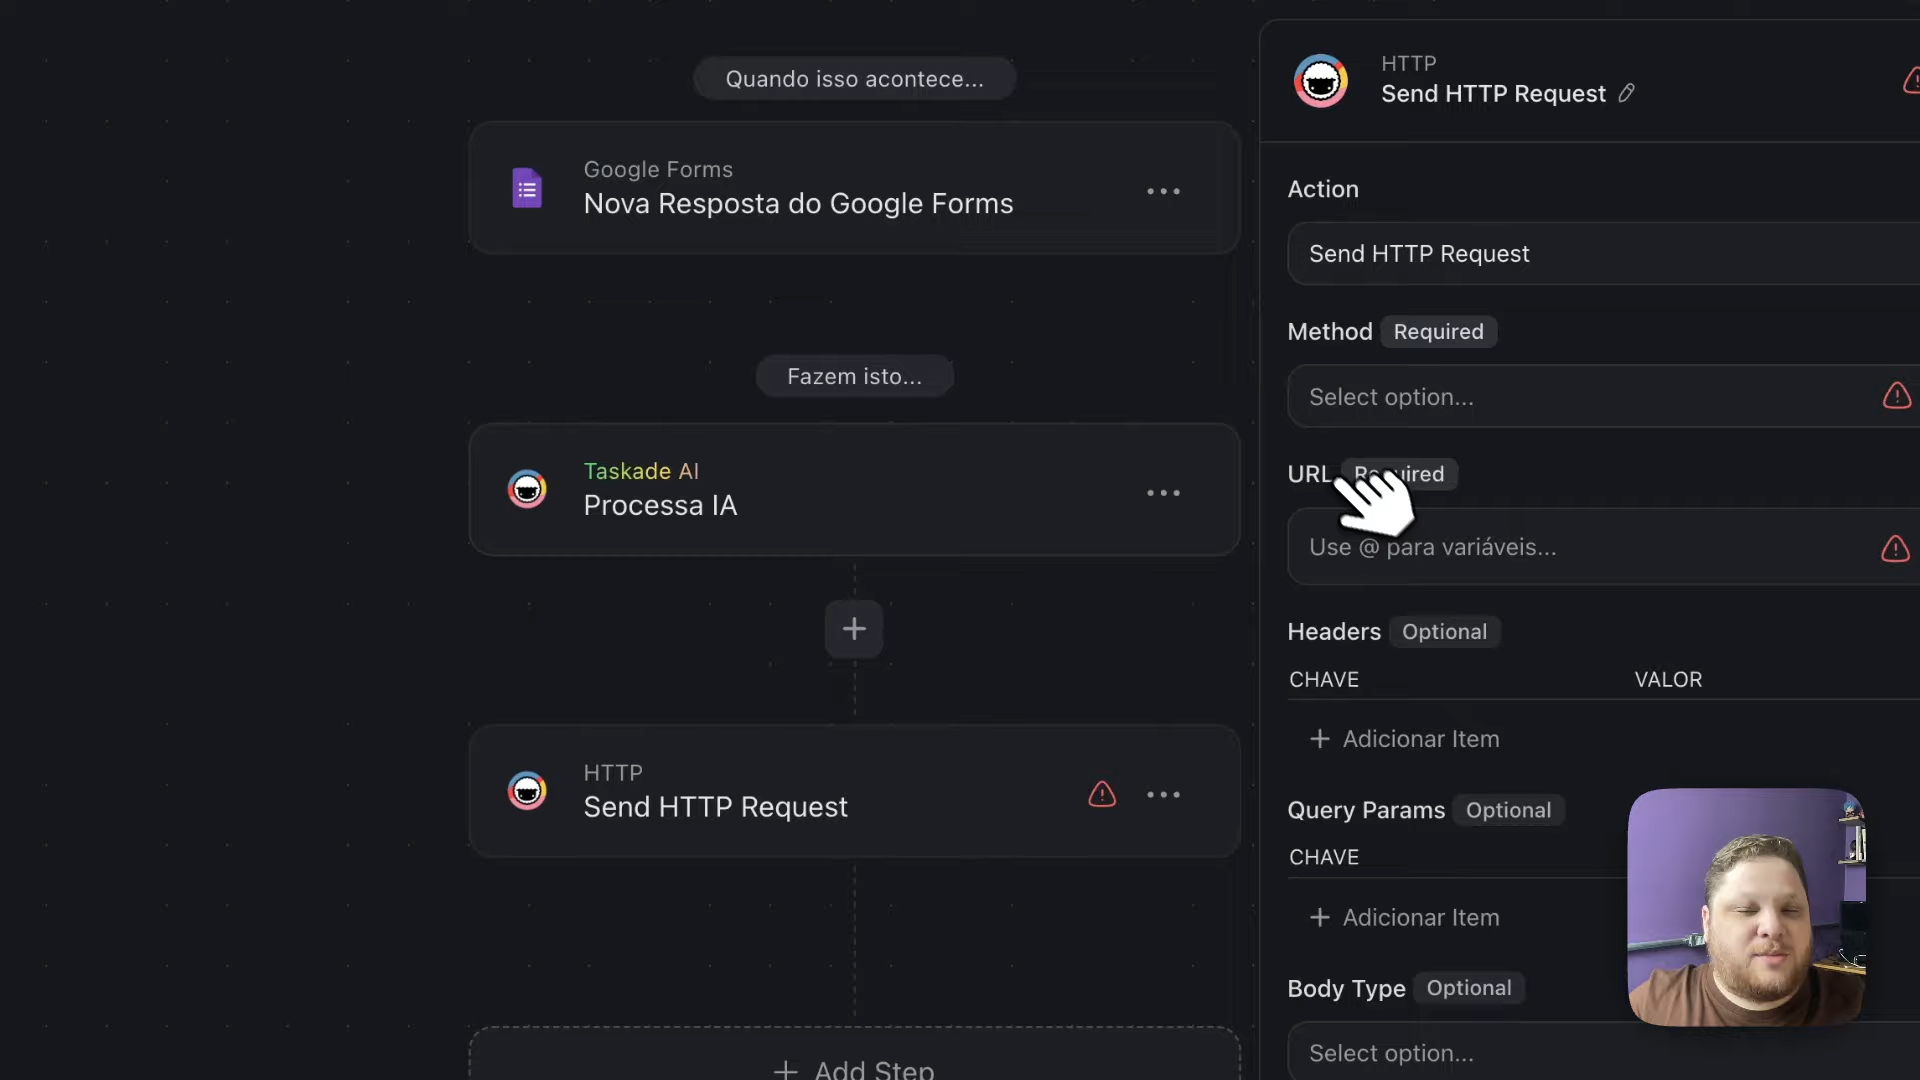 Quando isso acontece...
Google Forms
Nova Resposta do Google Forms
Fazem isto...
Taskade AI
Processa IA
HTTP
Send HTTP Request
Add Step
HTTP
Send HTTP Request
Action
Send HTTP Request
Method Required
Select option...
URL Required
Use @ para variáveis...
Headers Optional
CHAVE VALOR
Adicionar Item
Query Params Optional
CHAVE
Adicionar Item
Body Type Optional
Select option...